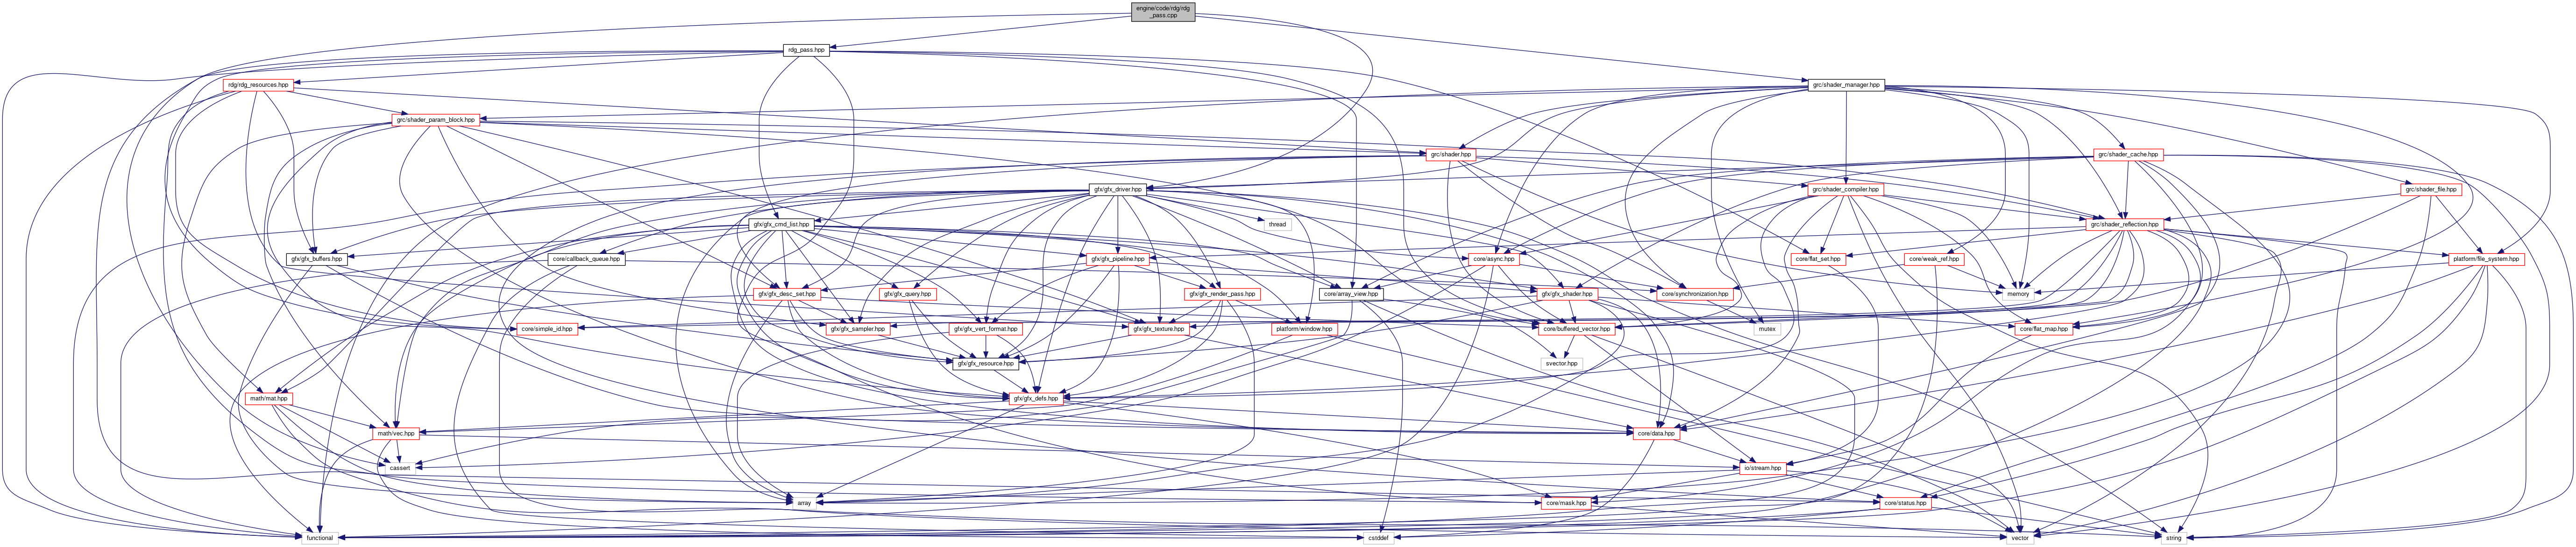 engine/code/rdg/rdg
_pass.cpp
rdg_pass.hpp
rdg/rdg_resources.hpp
grc/shader_manager.hpp
grc/shader_param_block.hpp
grc/shader.hpp
grc/shader_cache.hpp
gfx/gfx_driver.hpp
grc/shader_compiler.hpp
grc/shader_file.hpp
gfx/gfx_cmd_list.hpp
thread
grc/shader_reflection.hpp
gfx/gfx_buffers.hpp
core/callback_queue.hpp
gfx/gfx_pipeline.hpp
core/async.hpp
core/flat_set.hpp
core/weak_ref.hpp
platform/file_system.hpp
gfx/gfx_desc_set.hpp
gfx/gfx_query.hpp
gfx/gfx_render_pass.hpp
core/array_view.hpp
gfx/gfx_shader.hpp
core/synchronization.hpp
memory
core/simple_id.hpp
gfx/gfx_sampler.hpp
gfx/gfx_vert_format.hpp
gfx/gfx_texture.hpp
platform/window.hpp
core/buffered_vector.hpp
mutex
core/flat_map.hpp
gfx/gfx_resource.hpp
svector.hpp
math/mat.hpp
gfx/gfx_defs.hpp
math/vec.hpp
core/data.hpp
cassert
io/stream.hpp
array
core/mask.hpp
core/status.hpp
functional
cstddef
vector
string